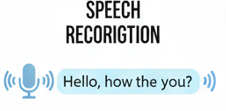 SPEECH
RECORIGTION
Hello, how the you?